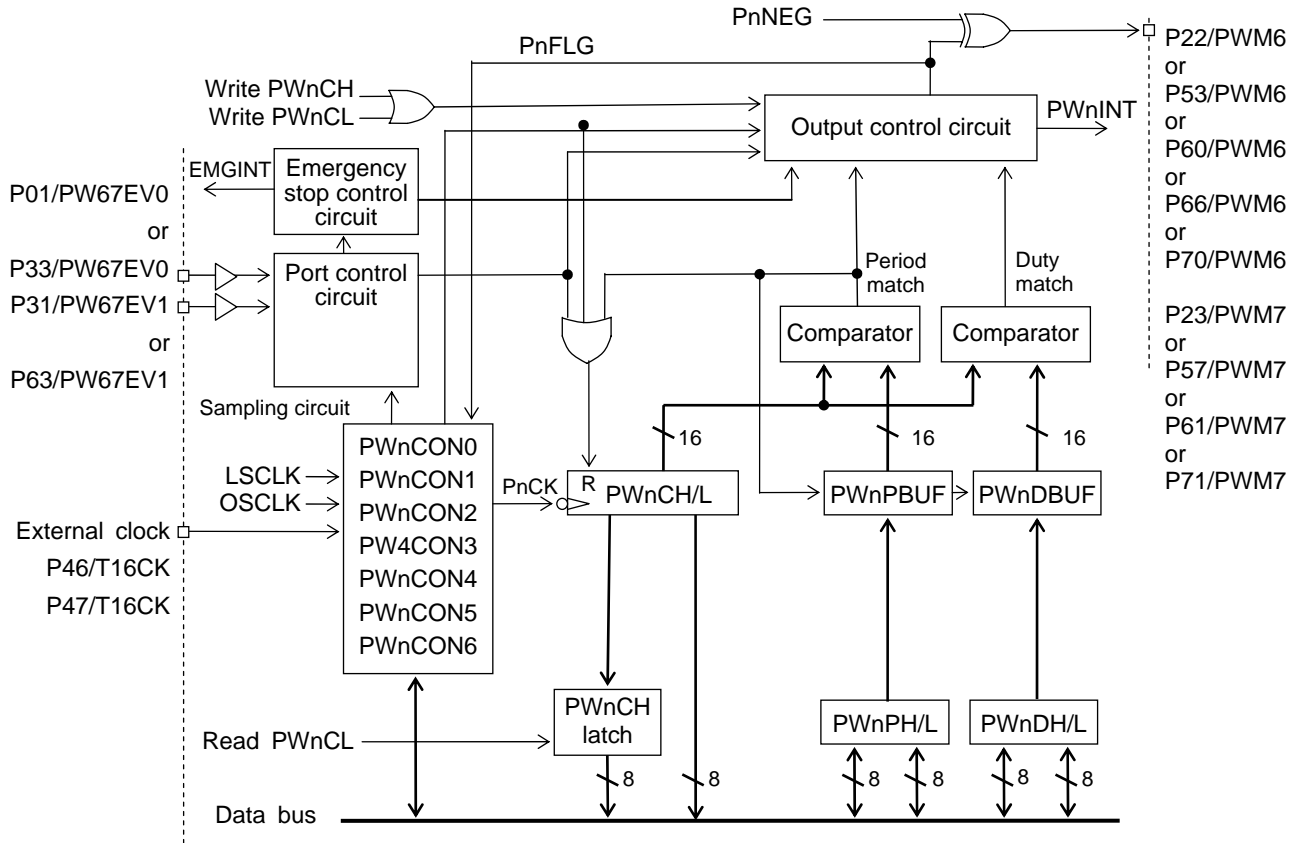 PnNEG
PnFLG
Write PWnCH
Write PWnCL
Output control circuit
PWnINT
P22/PWM6
or
P53/PWM6
or
P60/PWM6
or
P66/PWM6
or
P70/PWM6
P23/PWM7
or
P57/PWM7
or
P61/PWM7
or
P71/PWM7
EMGINT
Emergency
stop control
circuit
P01/PW67EV0
or
P33/PW67EV0
P31/PW67EV1
or
P63/PW67EV1
Port control
circuit
Period
match
Duty
match
Comparator
Comparator
Sampling circuit
16
16
16
LSCLK
OSCLK
External clock
P46/T16CK
P47/T16CK
PWnCON0
PWnCON1
PWnCON2
PW4CON3
PWnCON4
PWnCON5
PWnCON6
PnCK
R
PWnCH/L
PWnPBUF
PWnDBUF
Read PWnCL
PWnCH
latch
PWnPH/L
PWnDH/L
8
8
8
8
8
8
Data bus